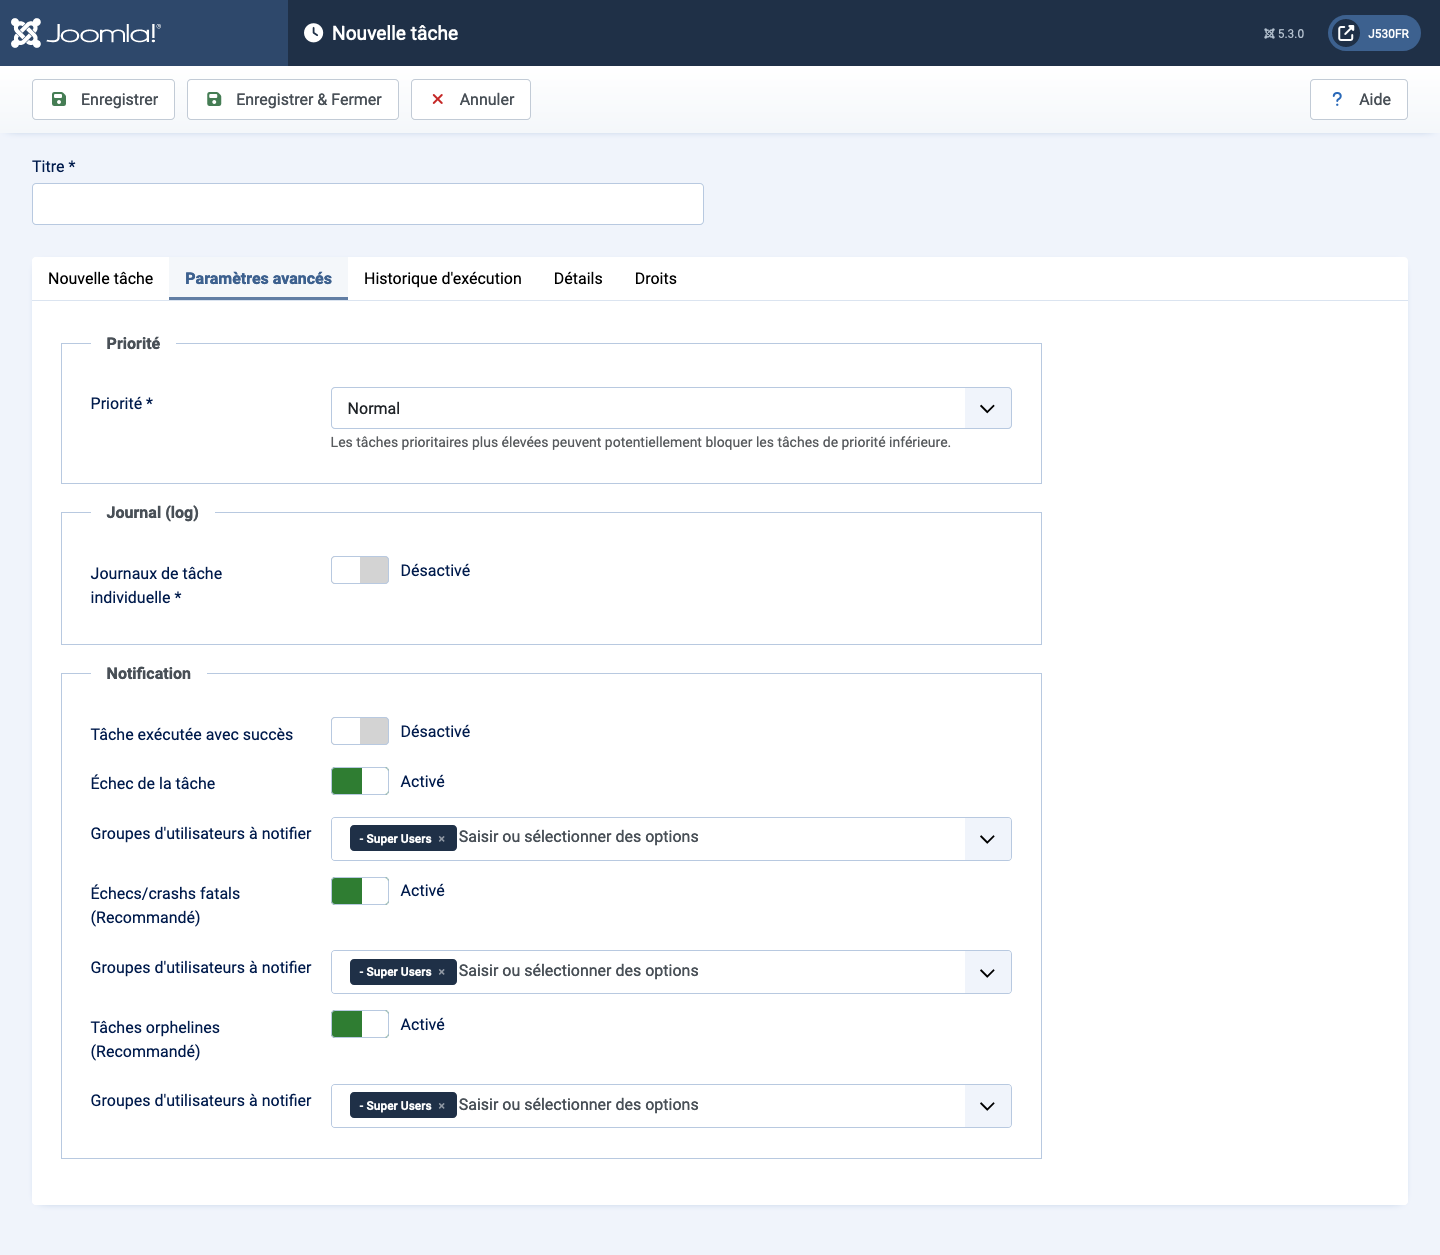 Joomla!®
Nouvelle tâche
5.3.0
J530FR
Enregistrer
Enregistrer & Fermer
Annuler
? Aide
Titre *
Nouvelle tâche
Paramètres avancés
Historique d'exécution
Détails
Droits
Priorité
Priorité *
Normal
Les tâches prioritaires plus élevées peuvent potentiellement bloquer les tâches de priorité inférieure.
Journal (log)
Journaux de tâche
individuelle *
Désactivé
Notification
Tâche exécutée avec succès
Désactivé
Échec de la tâche
Activé
Groupes d'utilisateurs à notifier
- Super Users × Saisir ou sélectionner des options
Échecs/crashs fatals
(Recommandé)
Activé
Groupes d'utilisateurs à notifier
- Super Users × Saisir ou sélectionner des options
Tâches orphelines
(Recommandé)
Activé
Groupes d'utilisateurs à notifier
- Super Users × Saisir ou sélectionner des options